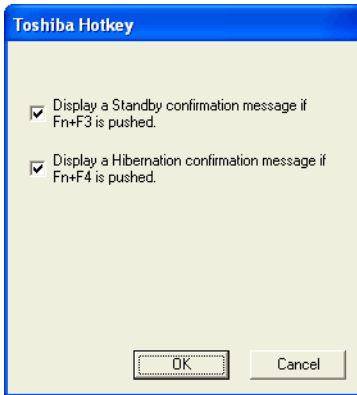 Toshiba Hotkey
Display a Standby confirmation message if
Fn+F3 is pushed.
Display a Hibernation confirmation message if
Fn+F4 is pushed.
OK
Cancel